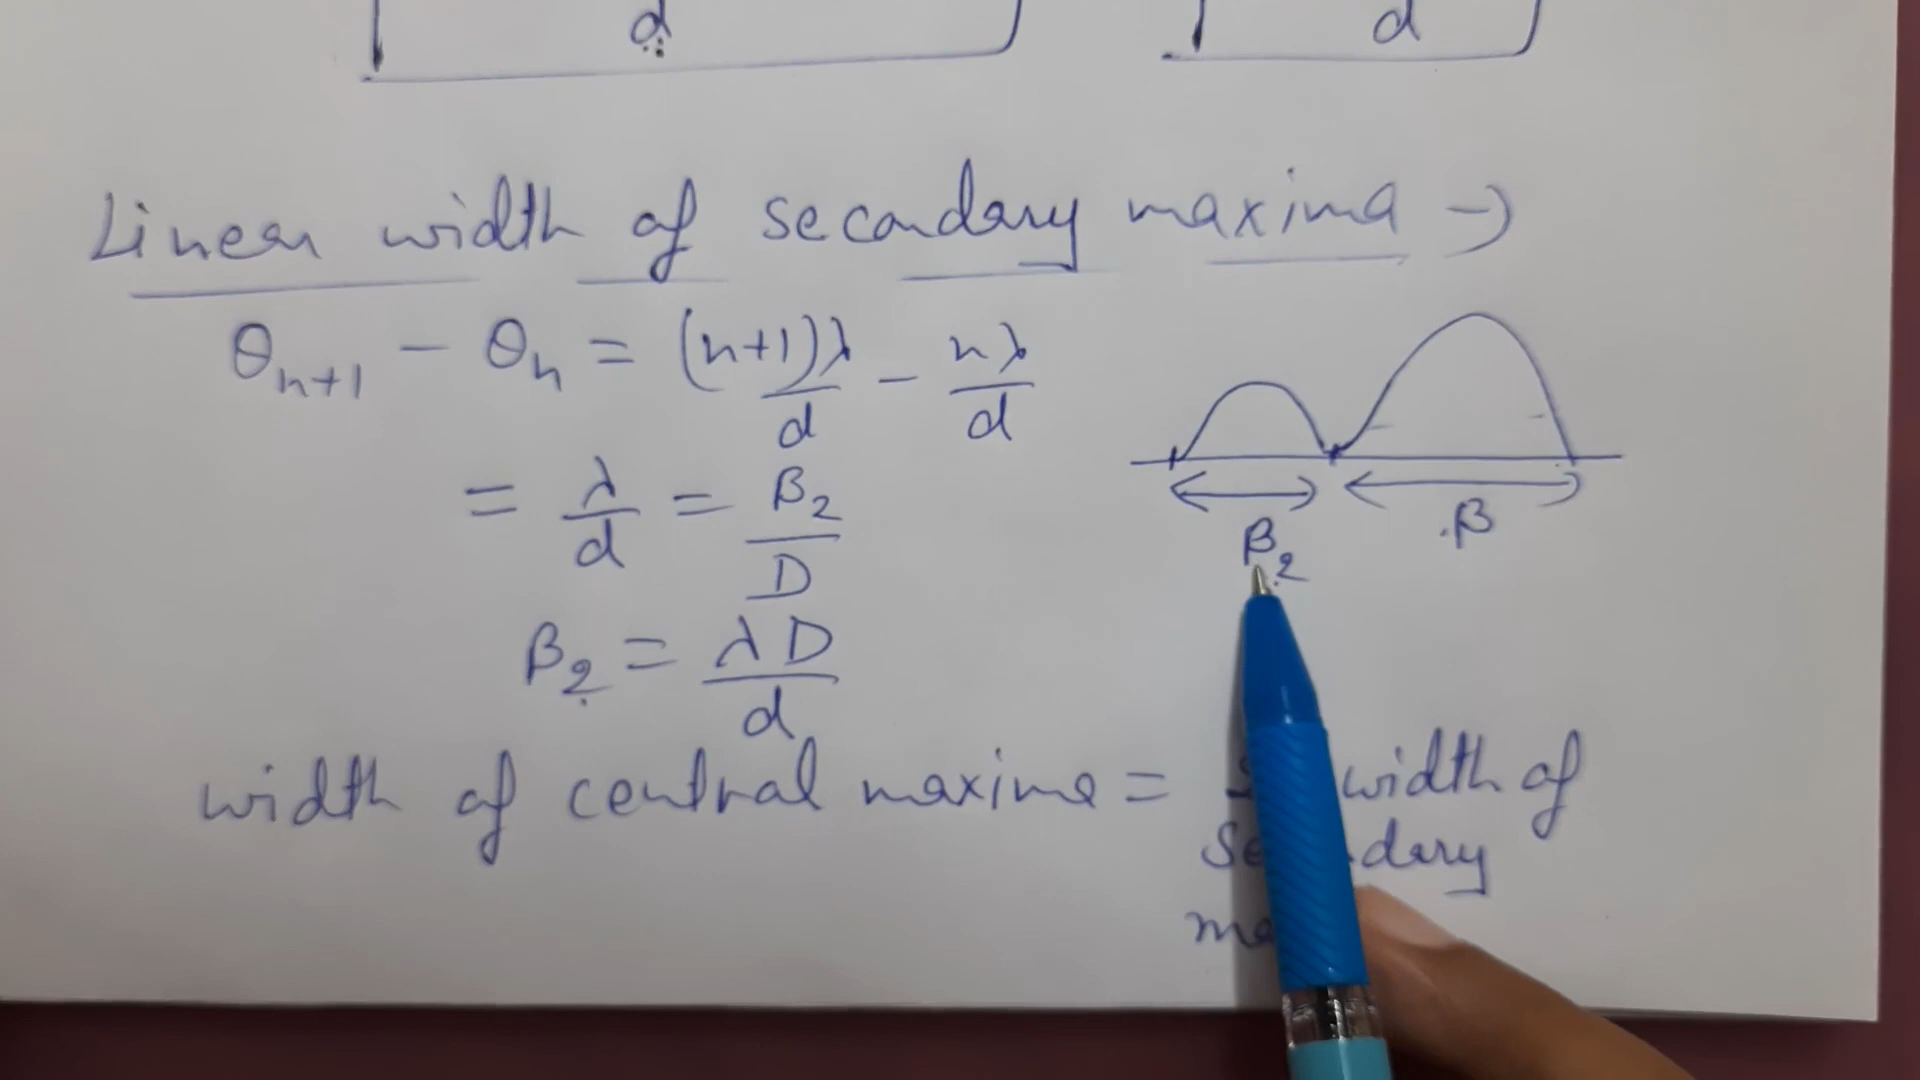 d d
Linear width of secondary maxima →
θn+1 - θn = (n+1)λ/d - nλ/d
= λ/d = β2/D
β2 β
β2 = λD/d
width of central maxima = width of